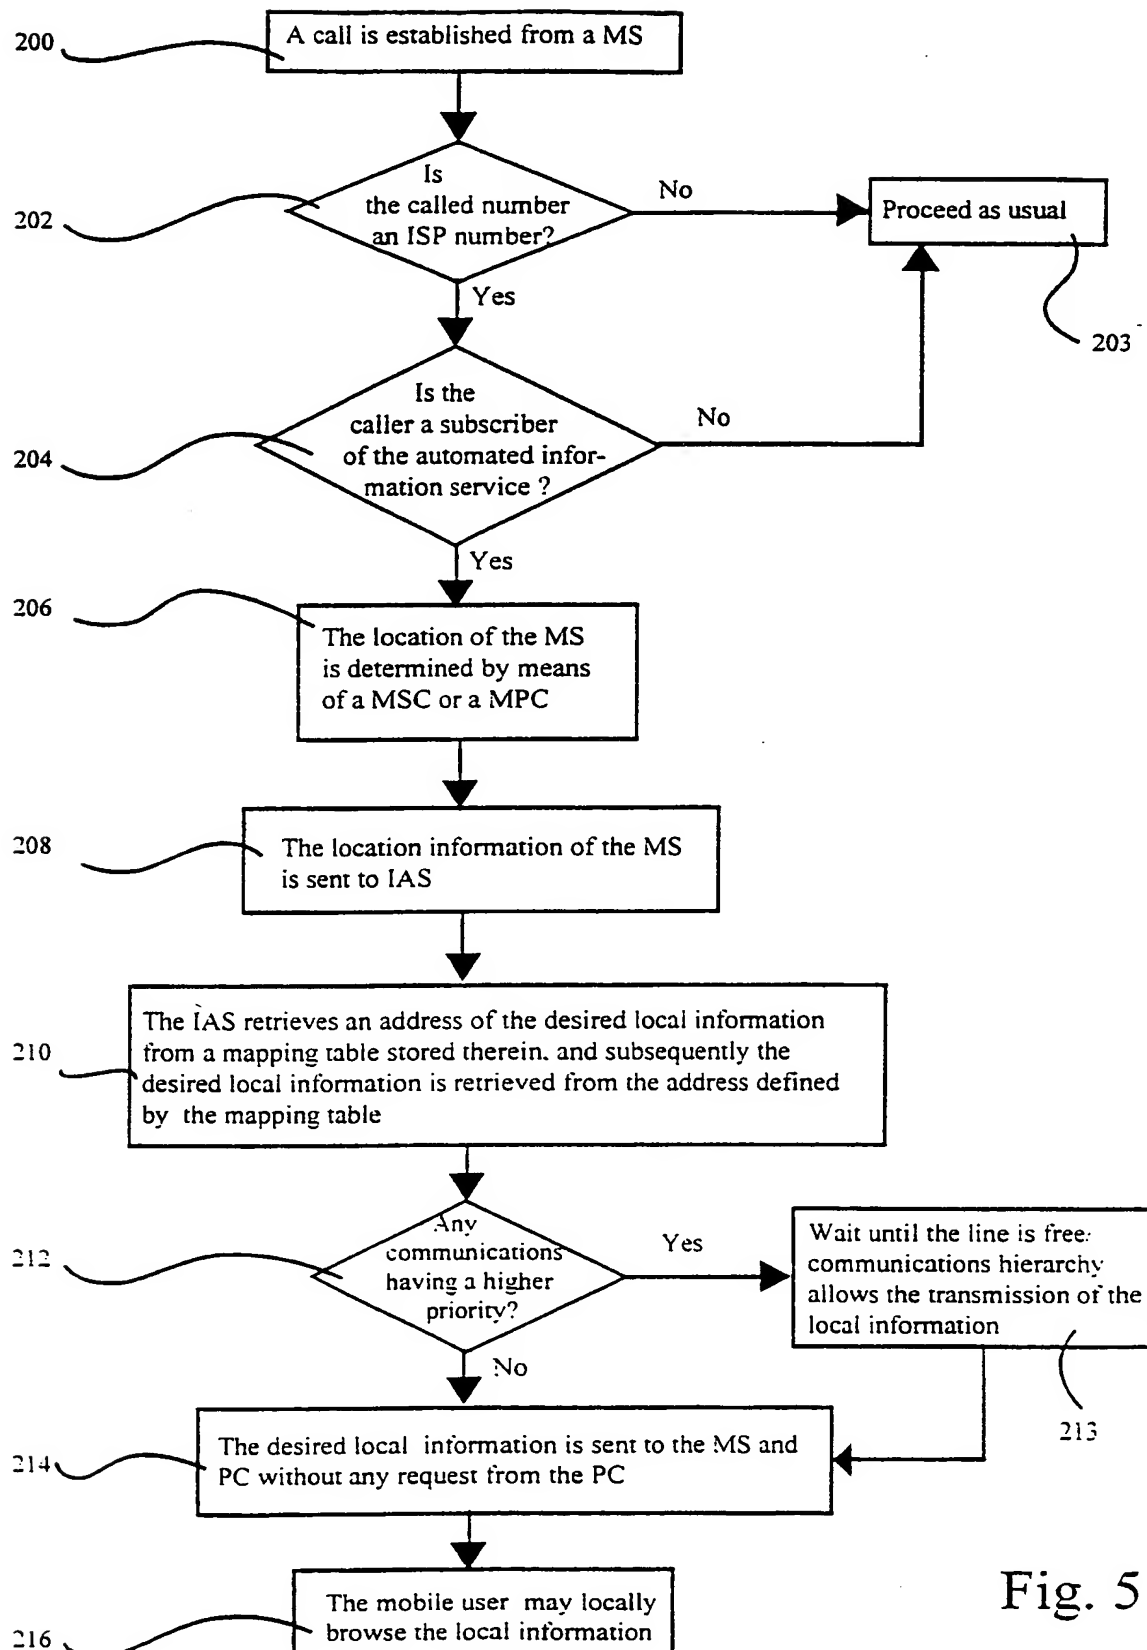 200
A call is established from a MS
202
Is
the called number
an ISP number?
No
Proceed as usual
203
Yes
204
Is the
caller a subscriber
of the automated infor-
mation service ?
No
Yes
206
The location of the MS
is determined by means
of a MSC or a MPC
208
The location information of the MS
is sent to IAS
210
The IAS retrieves an address of the desired local information
from a mapping table stored therein, and subsequently the
desired local information is retrieved from the address defined
by the mapping table
212
Any
communications
having a higher
priority?
Yes
Wait until the line is free/
communications hierarchy
allows the transmission of the
local information
213
No
214
The desired local information is sent to the MS and
PC without any request from the PC
216
The mobile user may locally
browse the local information
Fig. 5